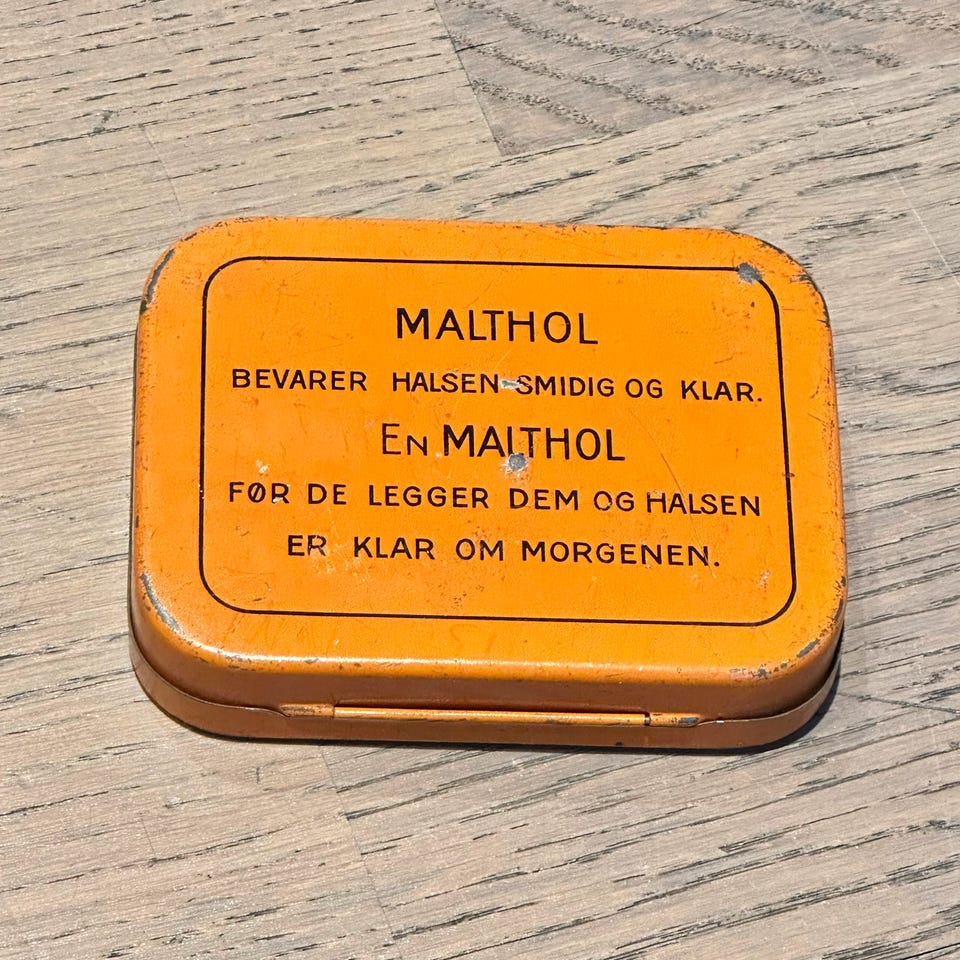 MALTHOL
BEVARER HALSEN SMIDIG OG KLAR.
EN MALTHOL
FØR DE LEGGER DEM OG HALSEN
ER KLAR OM MORGENEN.